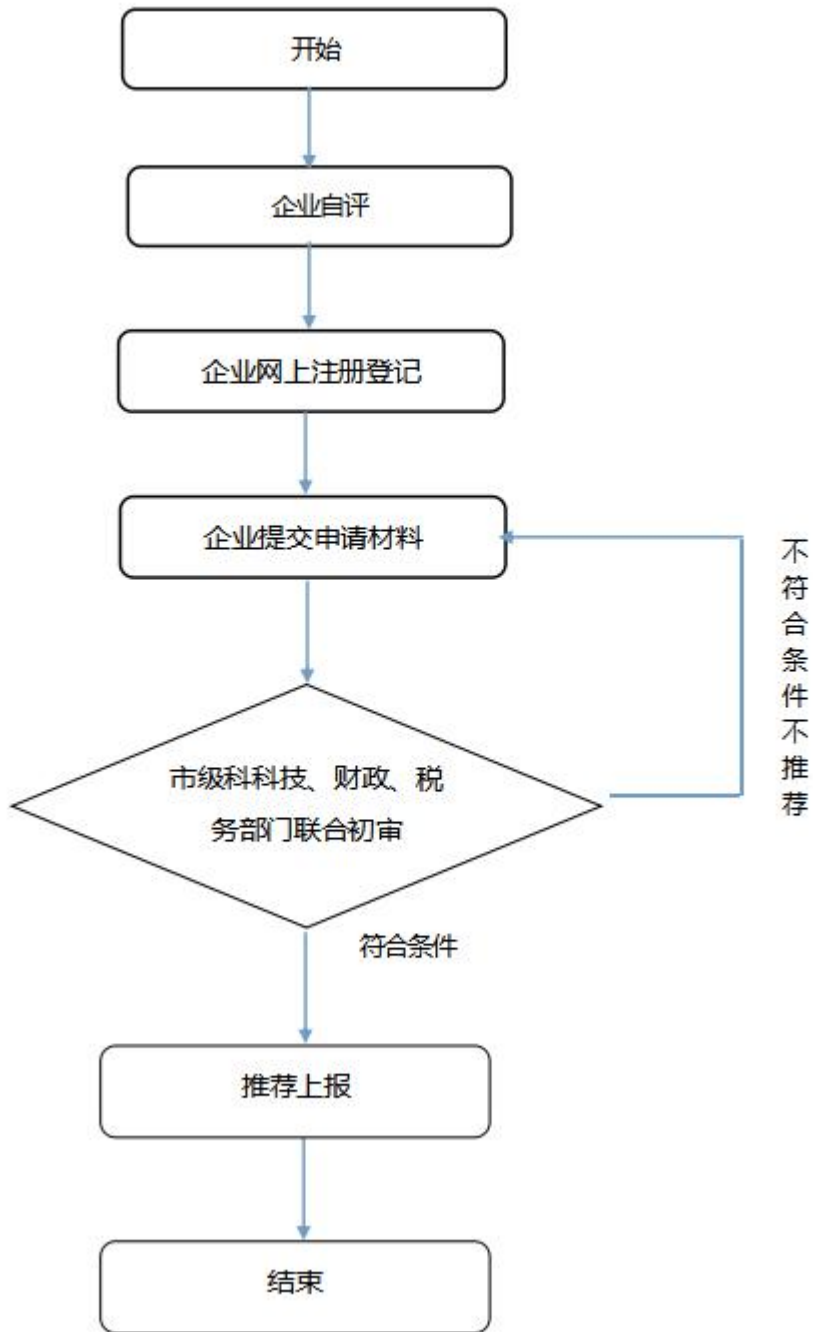 开始
企业自评
企业网上注册登记
企业提交申请材料
不符合条件不推荐
市级科科技、财政、税
务部门联合初审
符合条件
推荐上报
结束